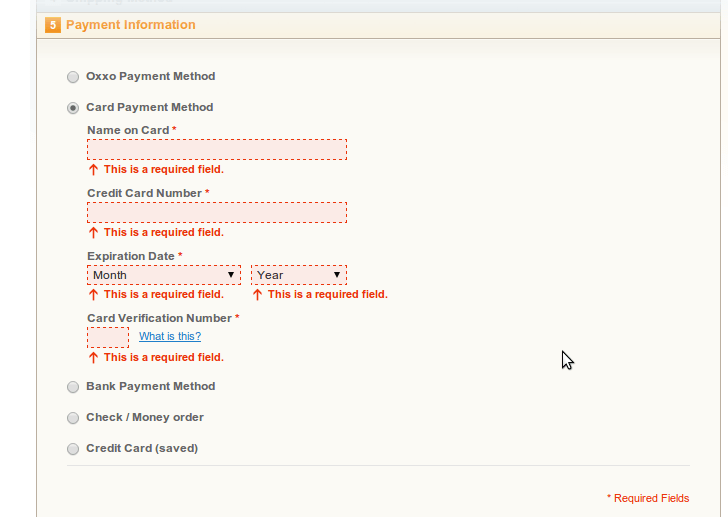 5 Payment Information
Oxxo Payment Method
Card Payment Method
Name on Card *
This is a required field.
Credit Card Number *
This is a required field.
Expiration Date *
Month Year
This is a required field. This is a required field.
Card Verification Number *
What is this?
This is a required field.
Bank Payment Method
Check / Money order
Credit Card (saved)
* Required Fields